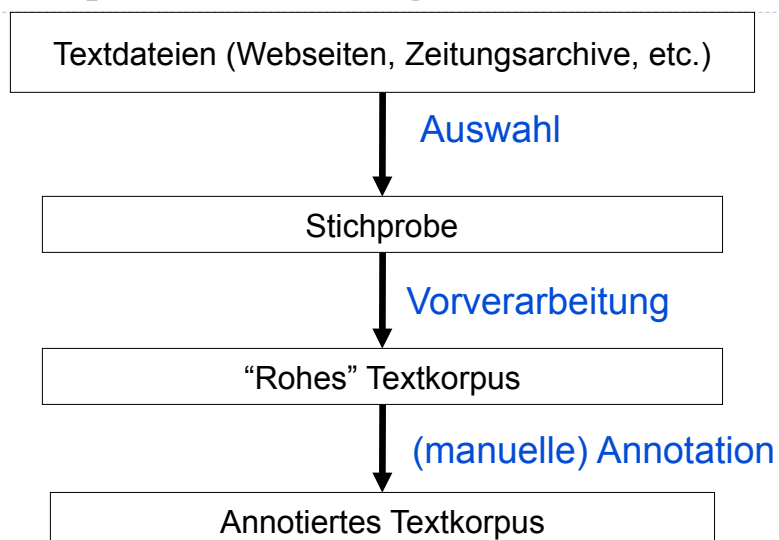 Textdateien (Webseiten, Zeitungsarchive, etc.)
Auswahl
Stichprobe
Vorverarbeitung
“Rohes” Textkorpus
(manuelle) Annotation
Annotiertes Textkorpus